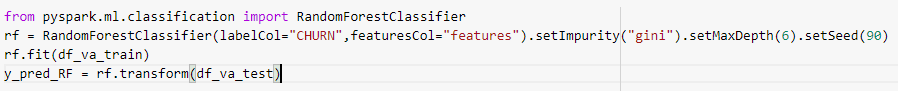 from pyspark.ml.classification import RandomForestClassifier
rf = RandomForestClassifier(labelCol="CHURN",featuresCol="features").setImpurity("gini").setMaxDepth(6).setSeed(90)
rf.fit(df_va_train)
y_pred_RF = rf.transform(df_va_test)